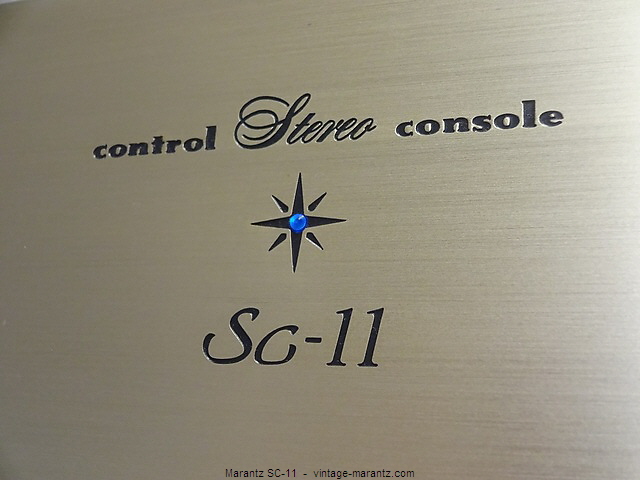 control Stereo console
Sc-11
Marantz SC-11 - vintage-marantz.com